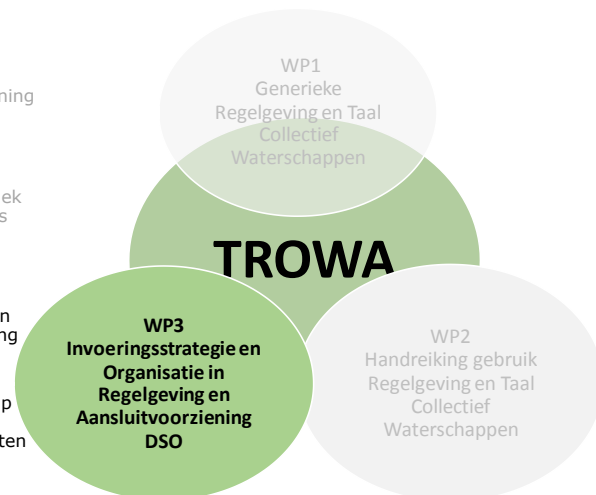 WP1
Generieke
Regelgeving en Taal
Collectief
Waterschappen
TROWA
WP3
Invoeringsstrategie en
Organisatie in
Regelgeving en
Aansluitvoorziening
DSO
WP2
Handreiking gebruik
Regelgeving en Taal
Collectief
Waterschappen